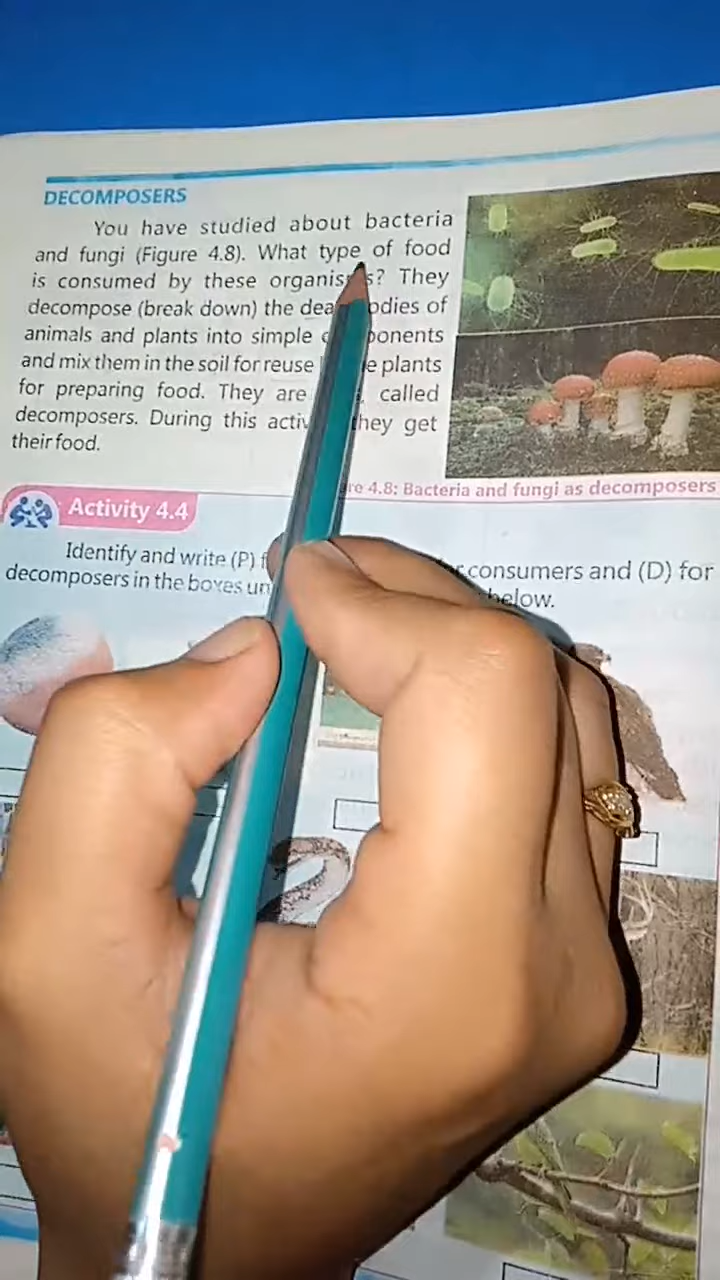 DECOMPOSERS
You have studied about bacteria
and fungi (Figure 4.8). What type of food
is consumed by these organisms? They
decompose (break down) the dea odies of
animals and plants into simple ponents
and mix them in the soil for reuse e plants
for preparing food. They are called
decomposers. During this activ they get
their food.
re 4.8: Bacteria and fungi as decomposers
Activity 4.4
Identify and write (P) consumers and (D) for
decomposers in the boxes un below.